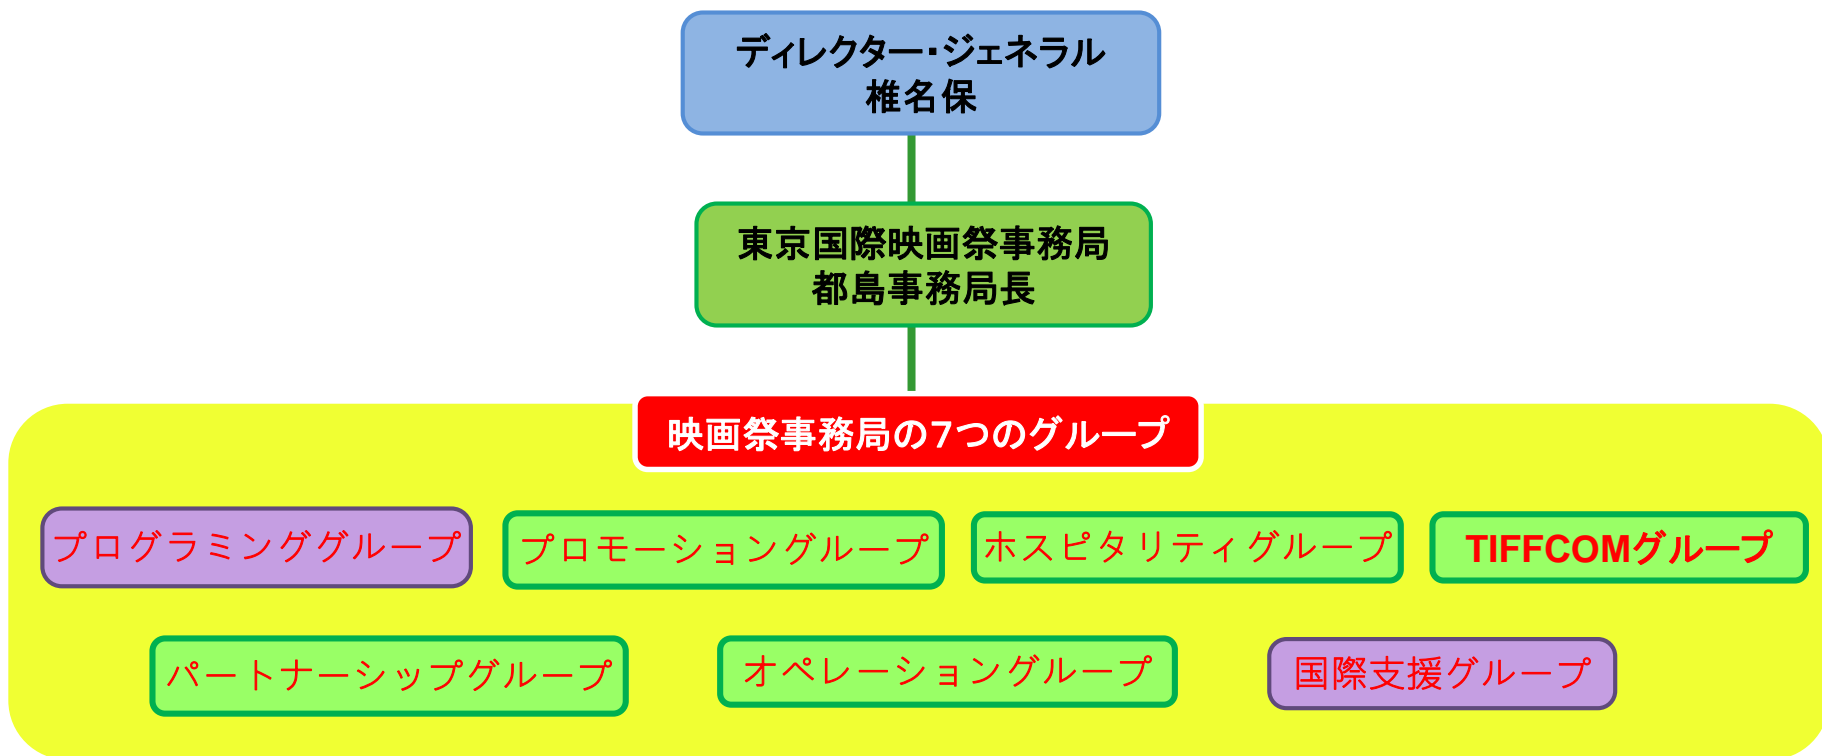 ディレクター・ジェネラル
椎名保
東京国際映画祭事務局
都島事務局長
映画祭事務局の7つのグループ
プログラミンググループ
プロモーショングループ
ホスピタリティグループ
TIFFCOMグループ
パートナーシップグループ
オペレーショングループ
国際支援グループ